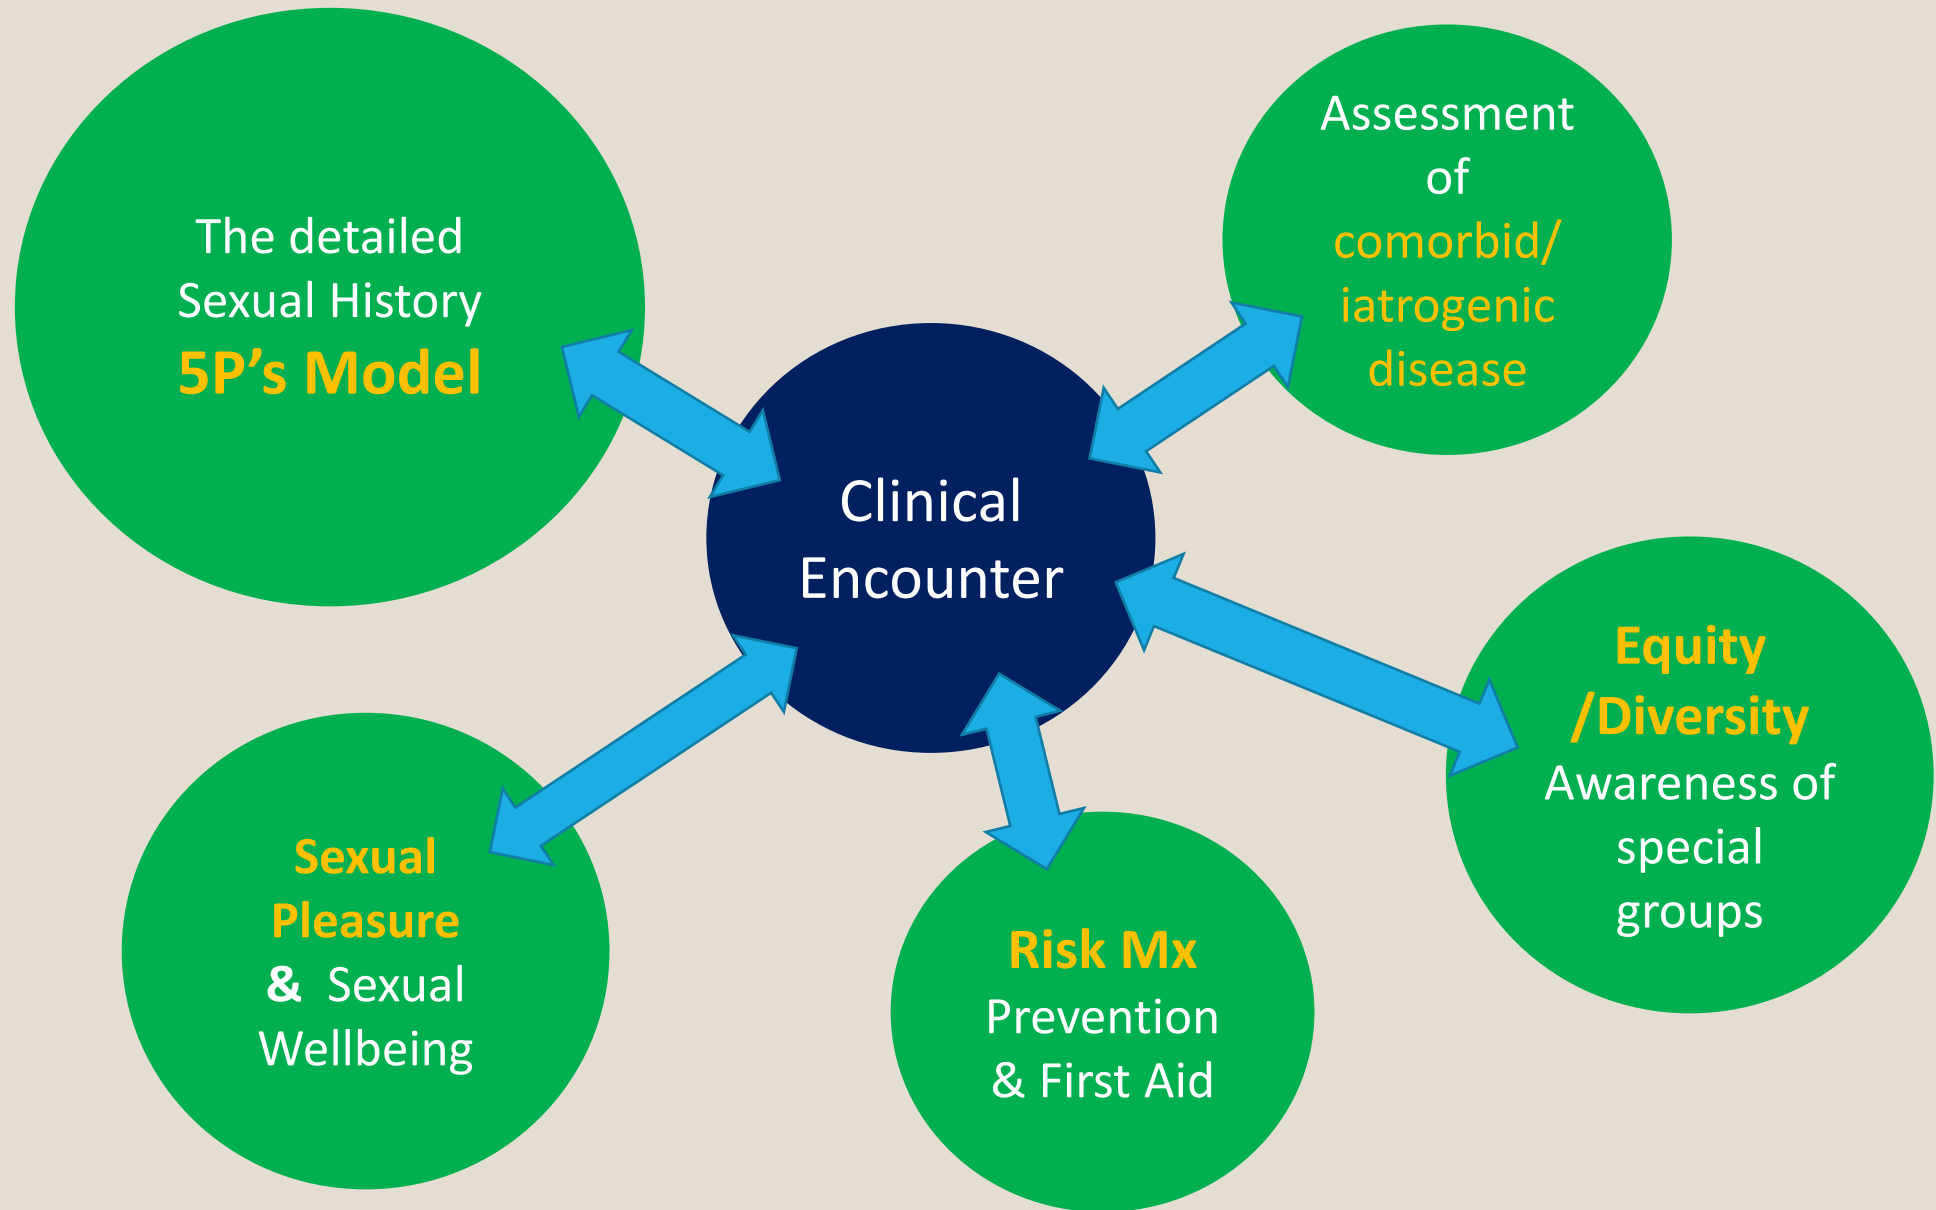 The detailed
Sexual History
5P’s Model
Assessment
of
comorbid/
iatrogenic
disease
Clinical
Encounter
Equity
/Diversity
Awareness of
special
groups
Sexual
Pleasure
& Sexual
Wellbeing
Risk Mx
Prevention
& First Aid